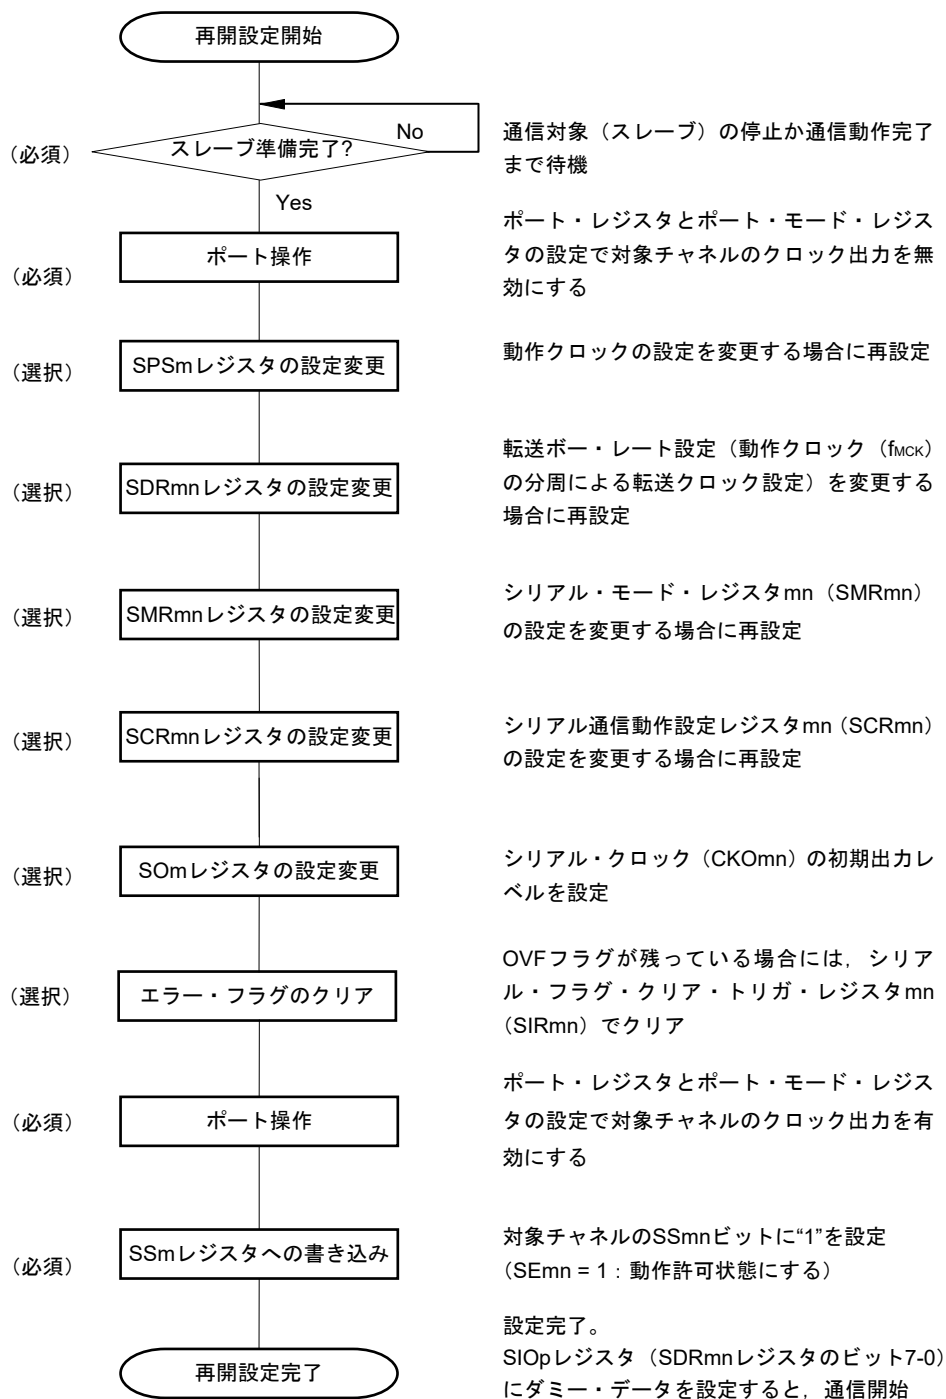 再開設定開始
No
(必須)
スレーブ準備完了?
通信対象（スレーブ）の停止か通信動作完了
まで待機
Yes
(必須)
ポート操作
ポート・レジスタとポート・モード・レジス
タの設定で対象チャネルのクロック出力を無
効にする
(選択)
SPSmレジスタの設定変更
動作クロックの設定を変更する場合に再設定
(選択)
SDRmnレジスタの設定変更
転送ボー・レート設定（動作クロック（fMCK）
の分周による転送クロック設定）を変更する
場合に再設定
(選択)
SMRmnレジスタの設定変更
シリアル・モード・レジスタmn（SMRmn）
の設定を変更する場合に再設定
(選択)
SCRmnレジスタの設定変更
シリアル通信動作設定レジスタmn（SCRmn）
の設定を変更する場合に再設定
(選択)
SOmレジスタの設定変更
シリアル・クロック（CKOmn）の初期出力レ
ベルを設定
(選択)
エラー・フラグのクリア
OVFフラグが残っている場合には，シリア
ル・フラグ・クリア・トリガ・レジスタmn
（SIRmn）でクリア
(必須)
ポート操作
ポート・レジスタとポート・モード・レジス
タの設定で対象チャネルのクロック出力を有
効にする
(必須)
SSmレジスタへの書き込み
対象チャネルのSSmnビットに“1”を設定
（SEmn = 1：動作許可状態にする）
再開設定完了
設定完了。
SIOpレジスタ（SDRmnレジスタのビット7-0）
にダミー・データを設定すると，通信開始